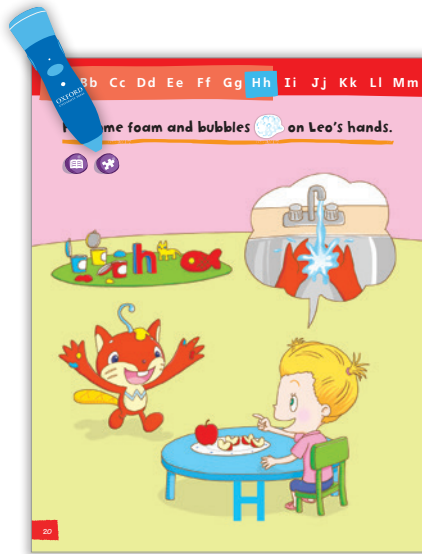 OXFORD
Bb Cc Dd Ee Ff Gg Hh Ii Jj Kk Ll Mm
me foam and bubbles on Leo's hands.
h
H
20